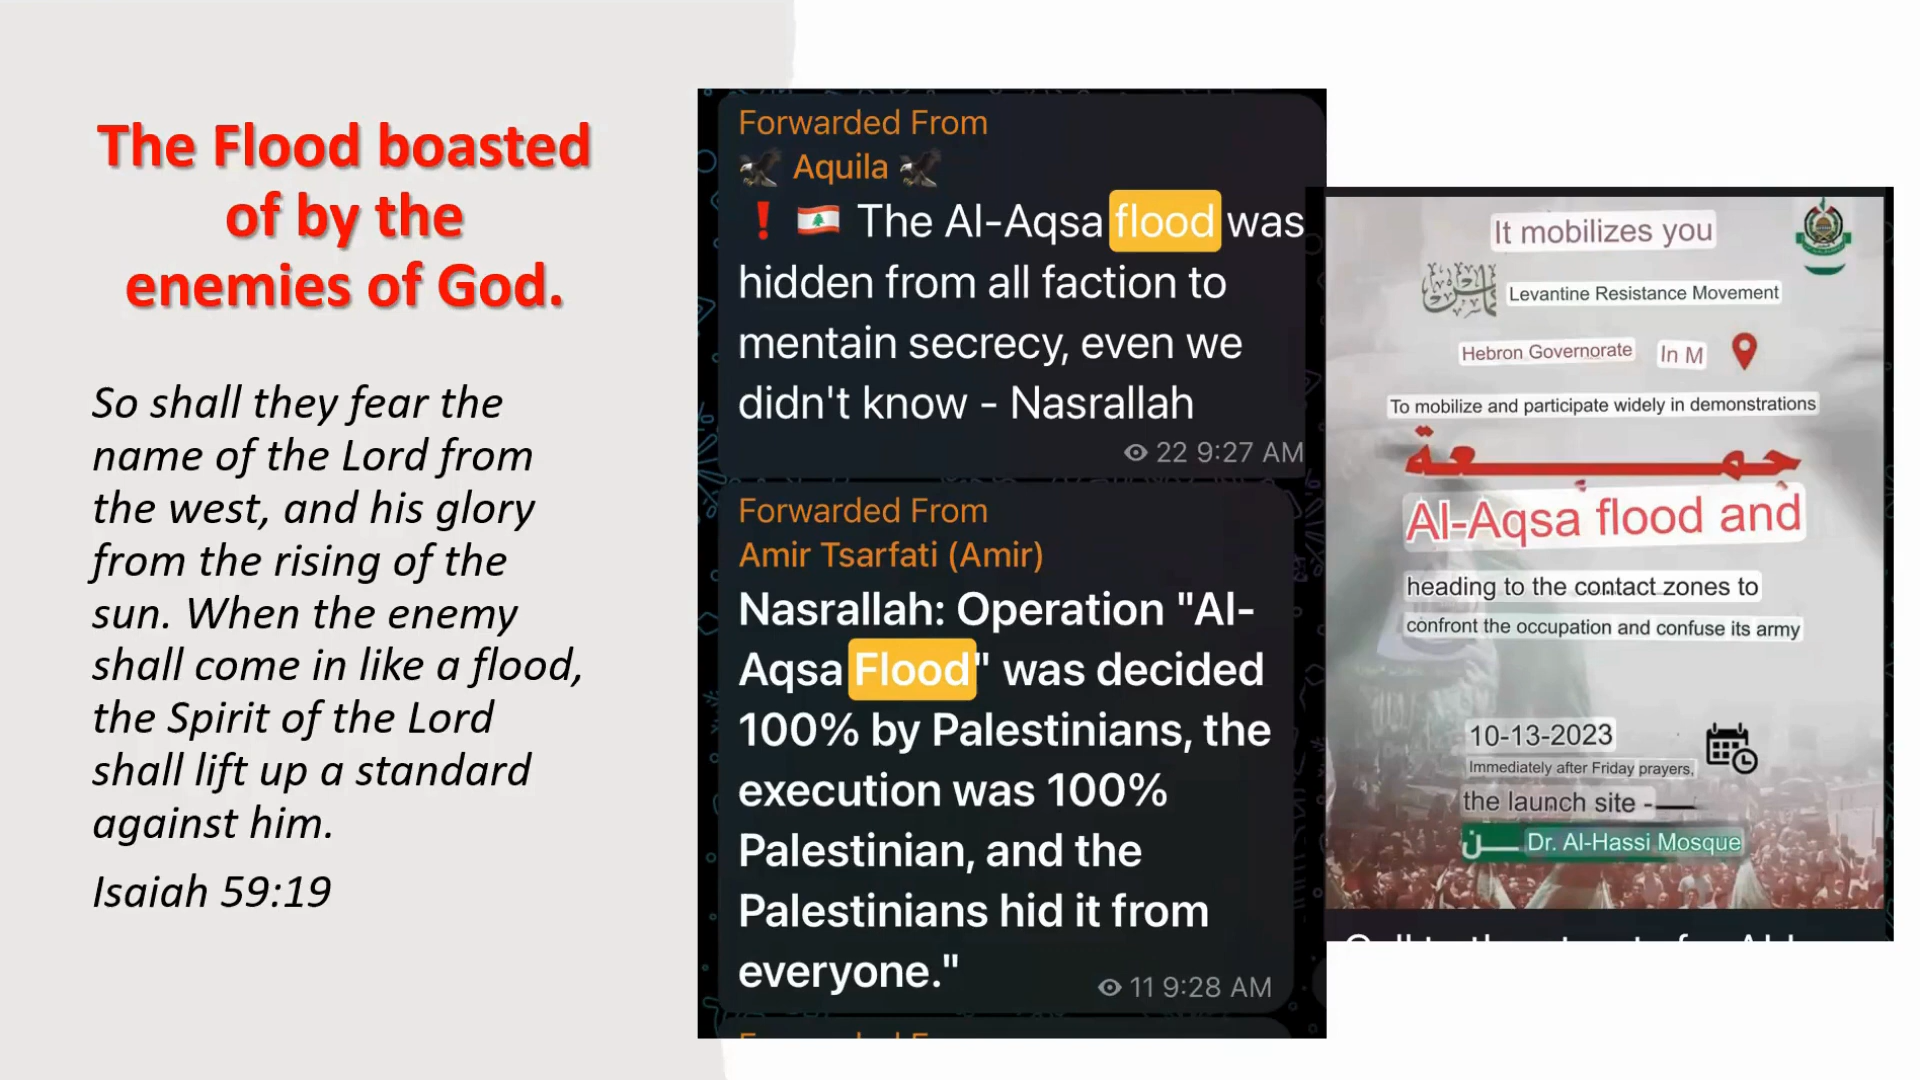 The Flood boasted
of by the
enemies of God.
So shall they fear the
name of the Lord from
the west, and his glory
from the rising of the
sun. When the enemy
shall come in like a flood,
the Spirit of the Lord
shall lift up a standard
against him.
Isaiah 59:19
Forwarded From
🦅 Aquila 🦅
❗ 🇱🇧 The Al-Aqsa flood was
hidden from all faction to
mentain secrecy, even we
didn't know - Nasrallah
22 9:27 AM
Forwarded From
Amir Tsarfati (Amir)
Nasrallah: Operation "Al-
Aqsa Flood" was decided
100% by Palestinians, the
execution was 100%
Palestinian, and the
Palestinians hid it from
everyone."
11 9:28 AM
It mobilizes you
Levantine Resistance Movement
Hebron Governorate In M
To mobilize and participate widely in demonstrations
جمـــعة
Al-Aqsa flood and
heading to the contact zones to
confront the occupation and confuse its army
10-13-2023
Immediately after Friday prayers,
the launch site -
Dr. Al-Hassi Mosque